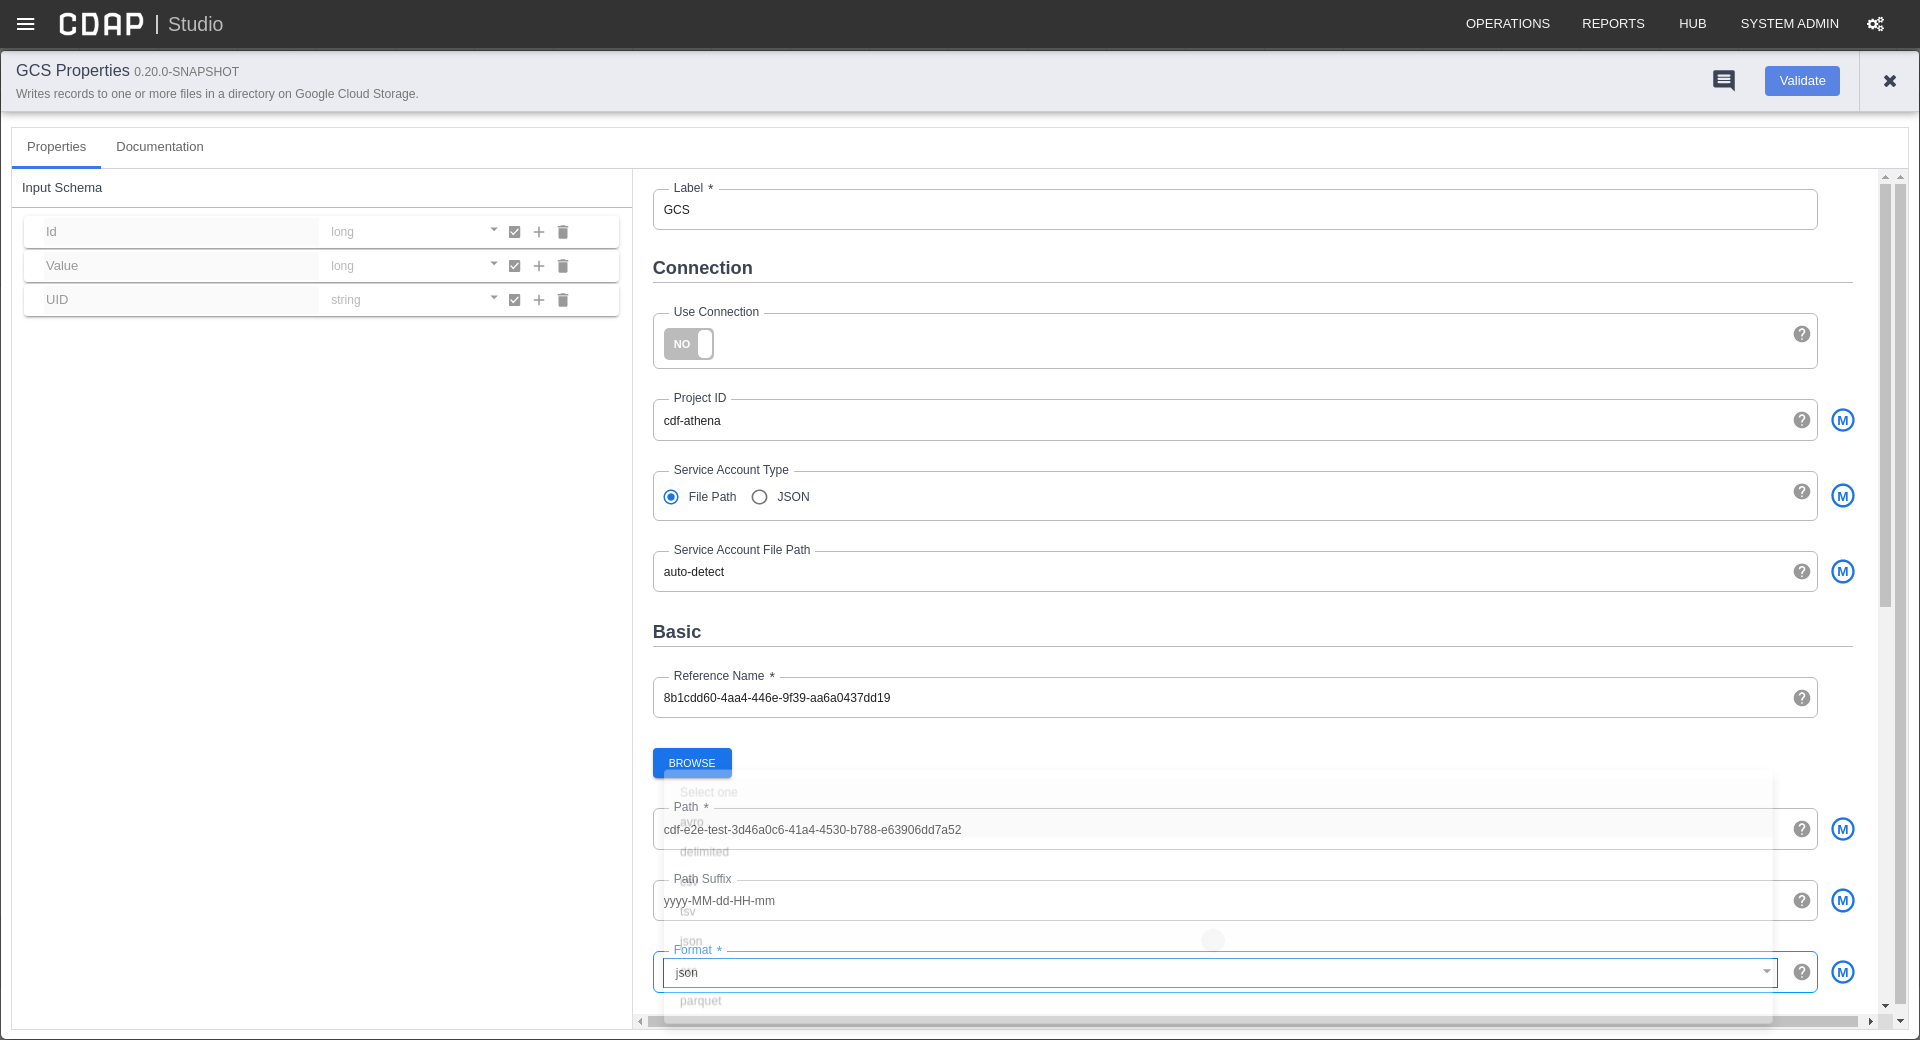 CDAP | Studio
OPERATIONS REPORTS HUB SYSTEM ADMIN
GCS Properties 0.20.0-SNAPSHOT
Writes records to one or more files in a directory on Google Cloud Storage.
Validate
Properties Documentation
Input Schema
Id long
Value long
UID string
Label *
GCS
Connection
Use Connection
NO
Project ID
cdf-athena
M
Service Account Type
File Path JSON
M
Service Account File Path
auto-detect
M
Basic
Reference Name *
8b1cdd60-4aa4-446e-9f39-aa6a0437dd19
BROWSE
Select one
Path *
avro
cdf-e2e-test-3d46a0c6-41a4-4530-b788-e63906dd7a52
M
delimited
Path Suffix
csv
yyyy-MM-dd-HH-mm
M
tsv
json
Format *
json
M
parquet